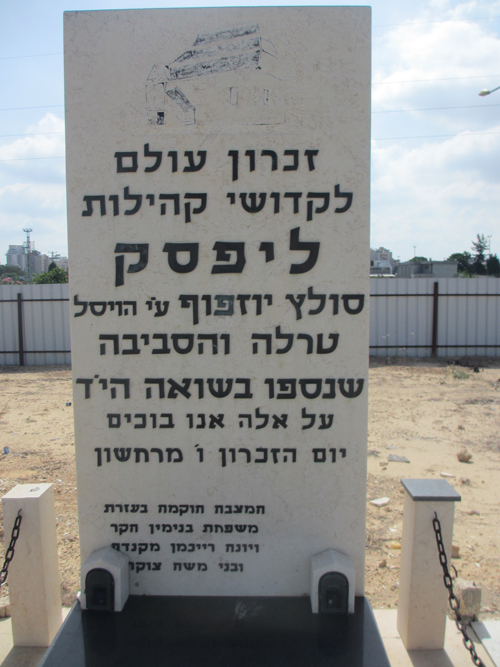 זכרון עולם
לקדושי קהילות
ליפסק
סולץ יוזפוף ע״י הויסל
טרלה והסביבה
שנספו בשואה הי״ד
על אלה אנו בוכים
יום הזכרון ו׳ מרחשון
המצבה הוקמה בעזרת
משפחת בנימין חקר
ויונה רייכמן מקנדה
ובני משה צוקר